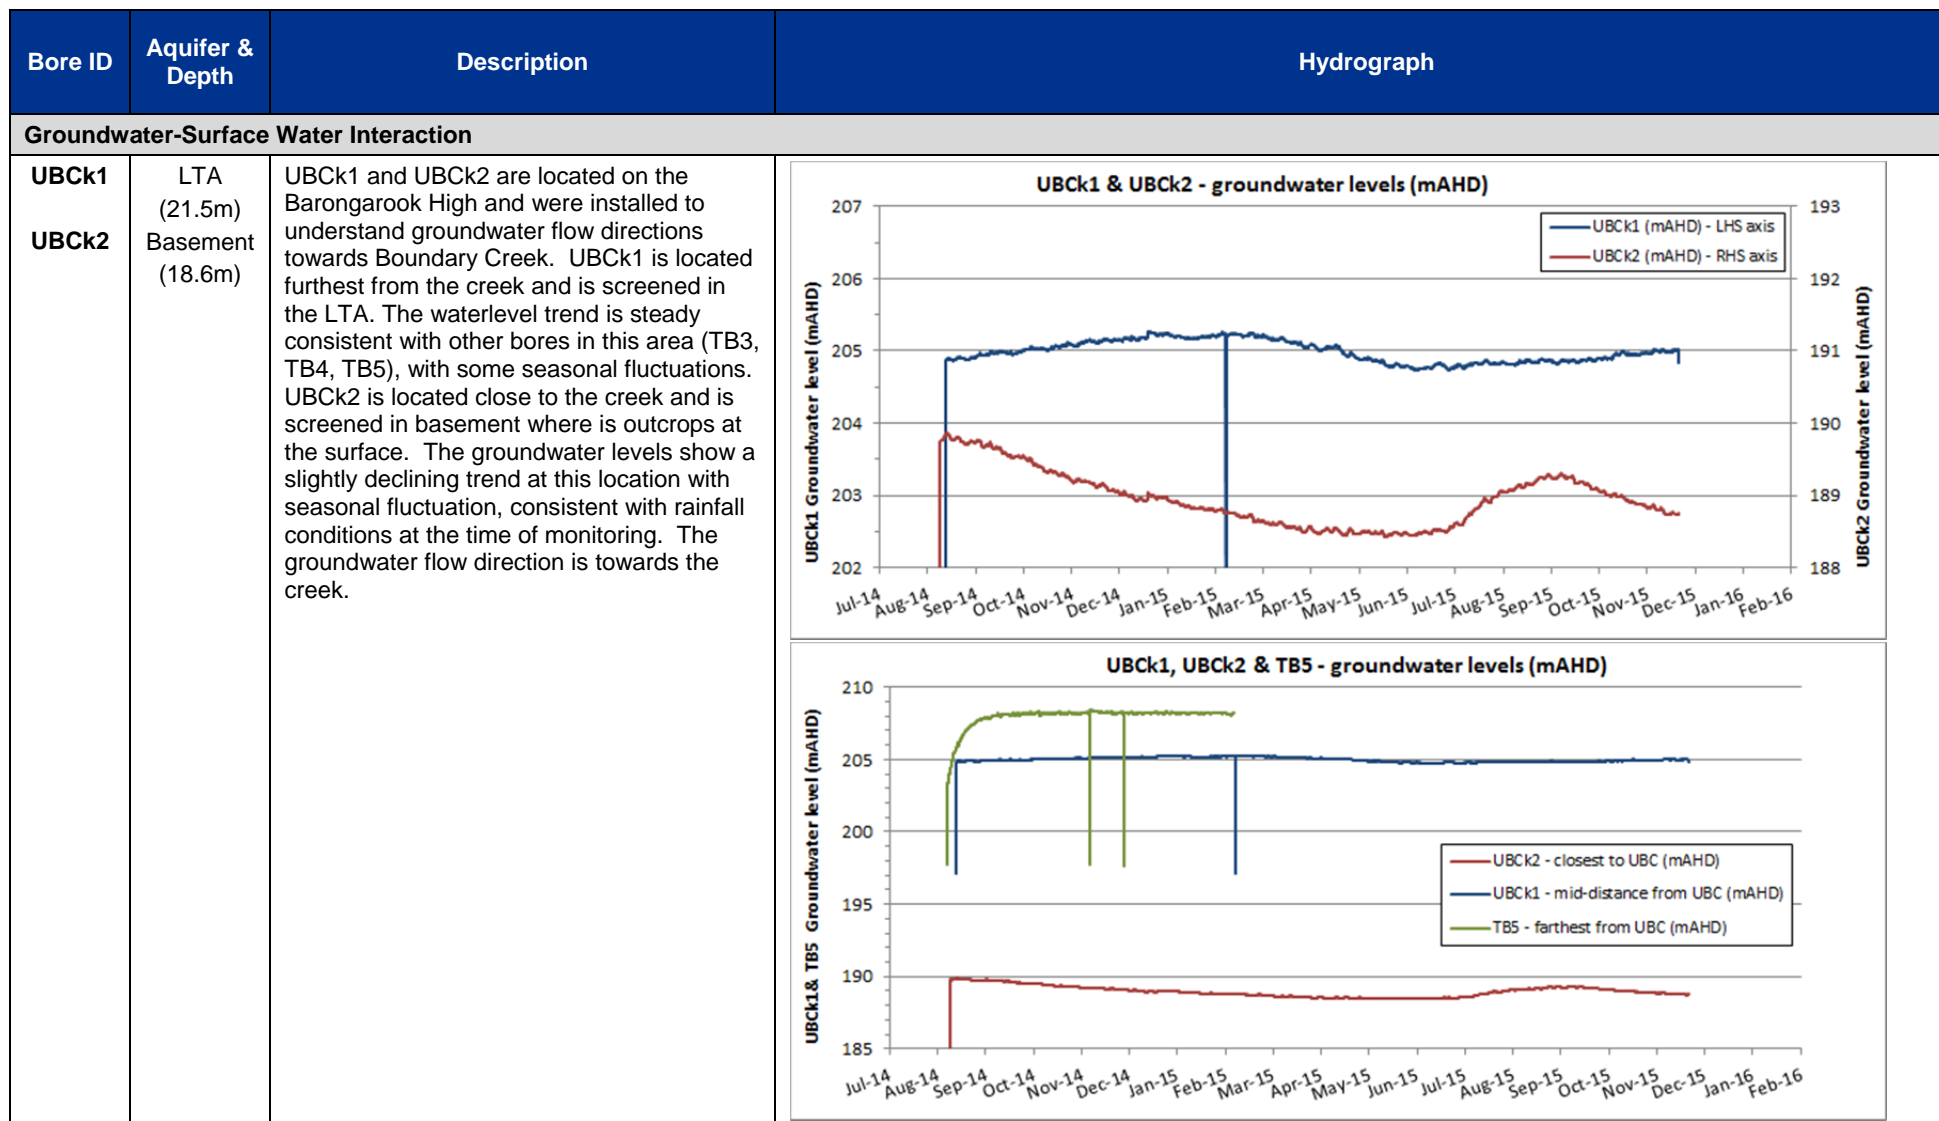 Bore ID
Aquifer &
Depth
Description
Hydrograph
Groundwater-Surface Water Interaction
UBCk1
UBCk2
LTA
(21.5m)
Basement
(18.6m)
UBCk1 and UBCk2 are located on the
Barongarook High and were installed to
understand groundwater flow directions
towards Boundary Creek.  UBCk1 is located
furthest from the creek and is screened in
the LTA. The waterlevel trend is steady
consistent with other bores in this area (TB3,
TB4, TB5), with some seasonal fluctuations.
UBCk2 is located close to the creek and is
screened in basement where is outcrops at
the surface.  The groundwater levels show a
slightly declining trend at this location with
seasonal fluctuation, consistent with rainfall
conditions at the time of monitoring.  The
groundwater flow direction is towards the
creek.
UBCk1 & UBCk2 - groundwater levels (mAHD)
UBCk1 Groundwater level (mAHD)
207
206
205
204
203
202
UBCk1 (mAHD) - LHS axis
UBCk2 (mAHD) - RHS axis
193
192
191
190
189
188
UBCk2 Groundwater level (mAHD)
Jul-14 Aug-14 Sep-14 Oct-14 Nov-14 Dec-14 Jan-15 Feb-15 Mar-15 Apr-15 May-15 Jun-15 Jul-15 Aug-15 Sep-15 Oct-15 Nov-15 Dec-15 Jan-16 Feb-16
UBCk1, UBCk2 & TB5 - groundwater levels (mAHD)
UBCk1& TB5 Groundwater level (mAHD)
210
205
200
195
190
185
UBCk2 - closest to UBC (mAHD)
UBCk1 - mid-distance from UBC (mAHD)
TB5 - farthest from UBC (mAHD)
Jul-14 Aug-14 Sep-14 Oct-14 Nov-14 Dec-14 Jan-15 Feb-15 Mar-15 Apr-15 May-15 Jun-15 Jul-15 Aug-15 Sep-15 Oct-15 Nov-15 Dec-15 Jan-16 Feb-16